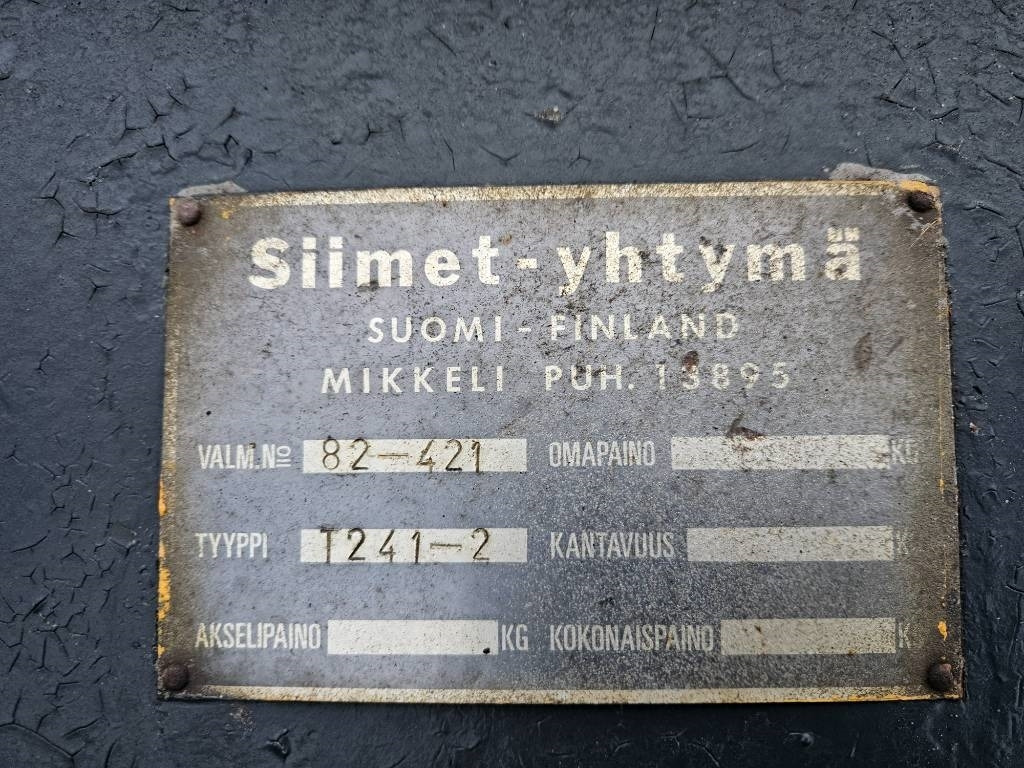 Siimet-yhtymä
SUOMI - FINLAND
MIKKELI PUH. 13895
VALM.No 82-421 OMAPAINO KG
TYYPPI T241-2 KANTAVUUS K
AKSELIPAINO KG KOKONAISPAINO K